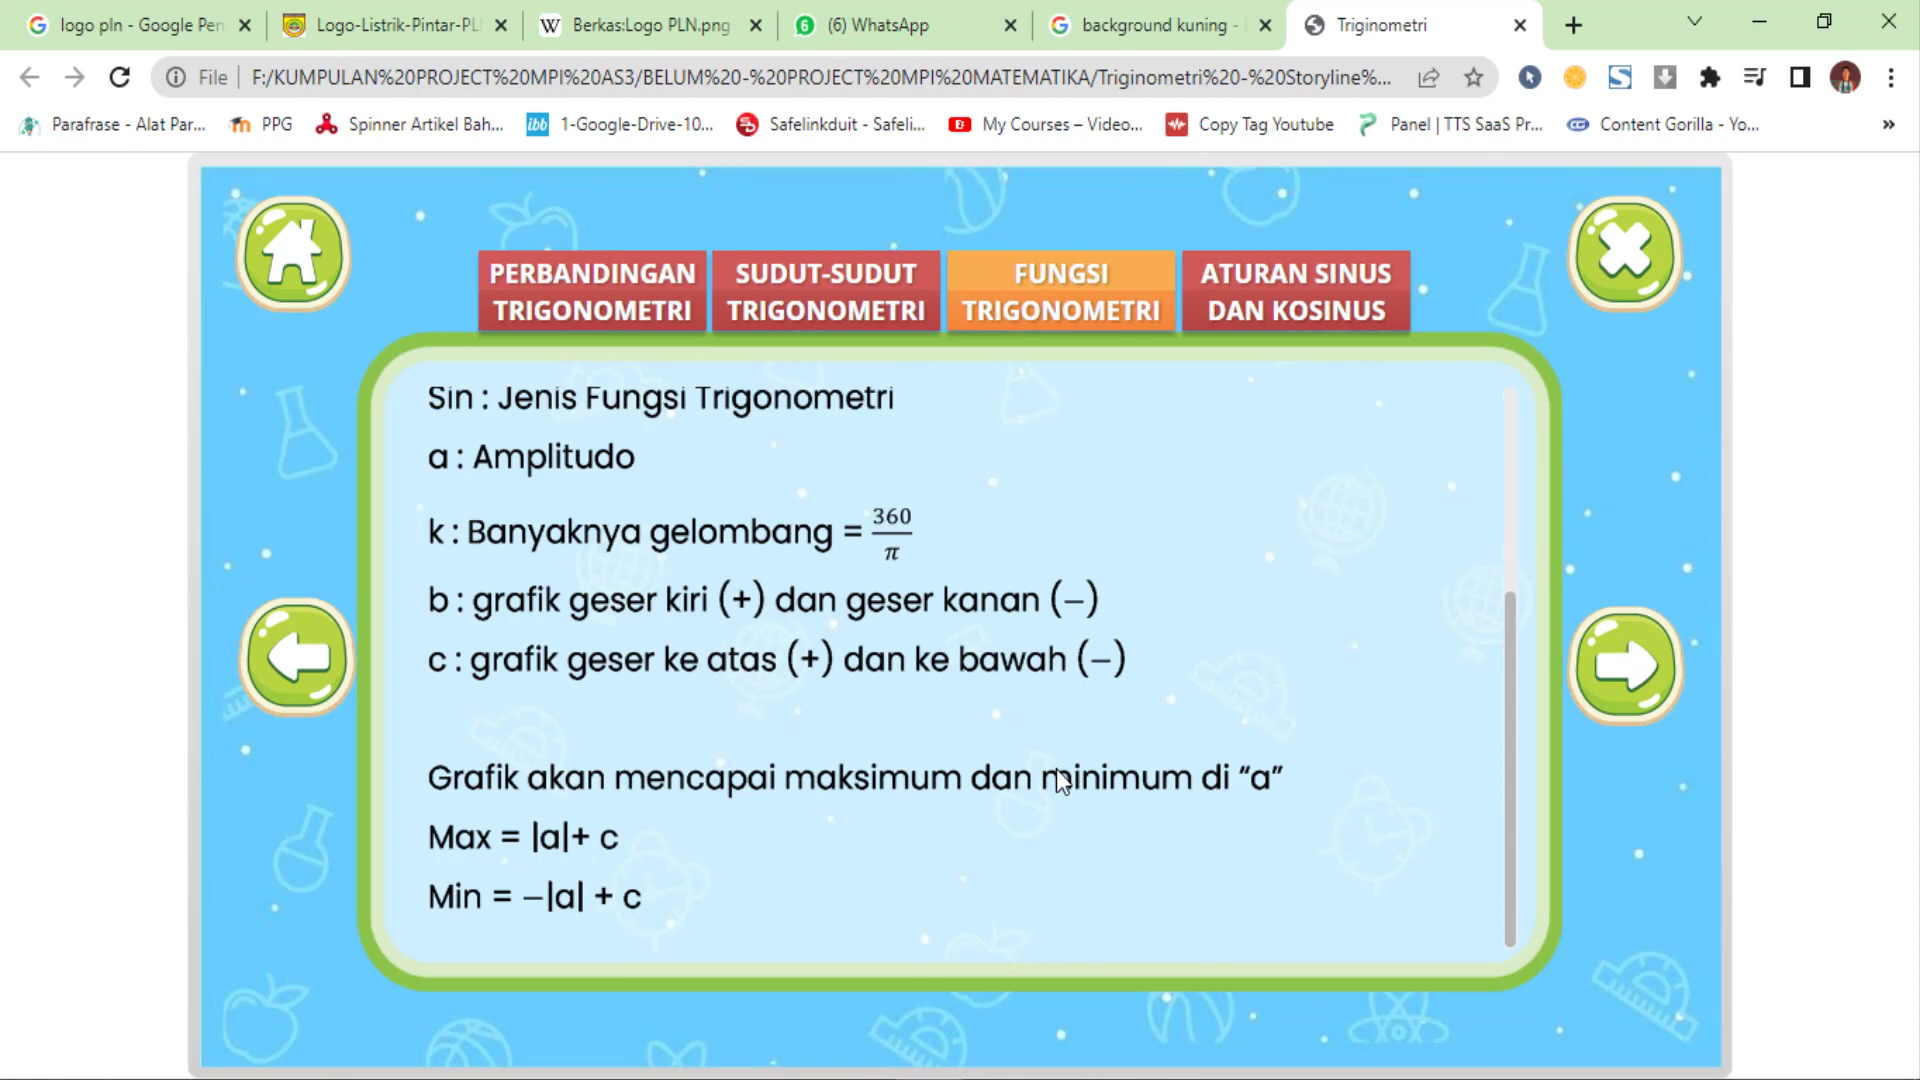 logo pln - Google Pen
Logo-Listrik-Pintar-PL
W
Berkas:Logo PLN.png
6
(6) WhatsApp
background kuning -
Triginometri
File
F:/KUMPULAN%20PROJECT%20MPI%20AS3/BELUM%20-%20PROJECT%20MPI%20MATEMATIKA/Triginometri%20-%20Storyline%...
Parafrase - Alat Par...
PPG
Spinner Artikel Bah...
ibb
1-Google-Drive-10...
Safelinkduit - Safeli...
My Courses – Video...
Copy Tag Youtube
Panel | TTS SaaS Pr...
Content Gorilla - Yo...
»
PERBANDINGAN
TRIGONOMETRI
SUDUT-SUDUT
TRIGONOMETRI
FUNGSI
TRIGONOMETRI
ATURAN SINUS
DAN KOSINUS
Sin : Jenis Fungsi Trigonometri
a : Amplitudo
k : Banyaknya gelombang = 360/π
b : grafik geser kiri (+) dan geser kanan (−)
c : grafik geser ke atas (+) dan ke bawah (−)
Grafik akan mencapai maksimum dan minimum di “a”
Max = |a|+ c
Min = −|a| + c